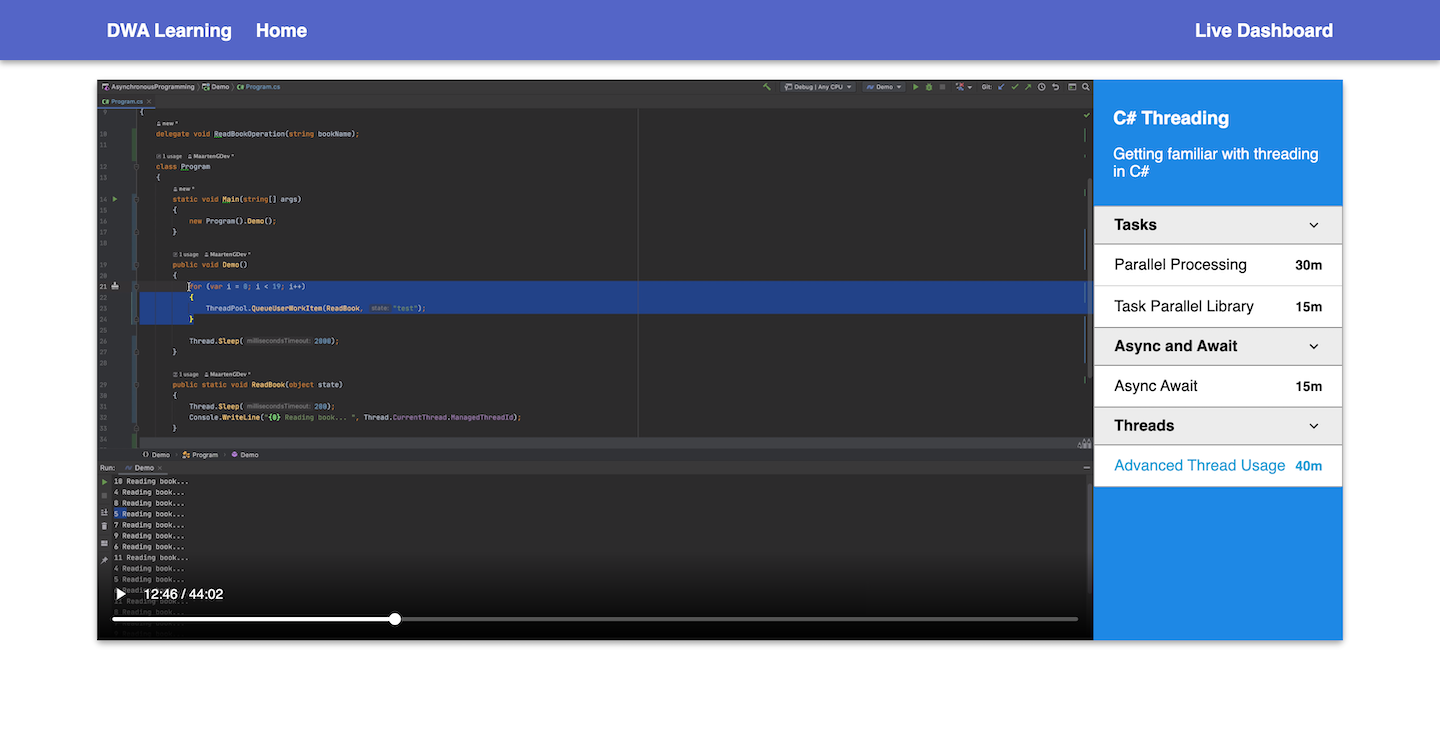 DWA Learning Home Live Dashboard
AsynchronousProgramming Demo C# Program.cs Debug | Any CPU Demo Git:
C# Program.cs
9 {
new *
10 delegate void ReadBookOperation(string bookName);
11
1 usage MaartenGDev *
12 class Program
13 {
new *
14 static void Main(string[] args)
15 {
16 new Program().Demo();
17 }
18
1 usage MaartenGDev *
19 public void Demo()
20 {
21 for (var i = 0; i < 19; i++)
22 {
23 ThreadPool.QueueUserWorkItem(ReadBook, state: "test");
24 }
25
26 Thread.Sleep( millisecondsTimeout: 2000);
27 }
28
1 usage MaartenGDev *
29 public static void ReadBook(object state)
30 {
31 Thread.Sleep( millisecondsTimeout: 200);
32 Console.WriteLine("{0} Reading book... ", Thread.CurrentThread.ManagedThreadId);
33 }
34
Demo Program Demo
Run: Demo
10 Reading book...
4 Reading book...
8 Reading book...
5 Reading book...
7 Reading book...
9 Reading book...
6 Reading book...
11 Reading book...
4 Reading book...
5 Reading book...
Reading book...
12:46 / 44:02
11 Reading book...
8 Reading book...
C# Threading
Getting familiar with threading
in C#
Tasks
Parallel Processing 30m
Task Parallel Library 15m
Async and Await
Async Await 15m
Threads
Advanced Thread Usage 40m